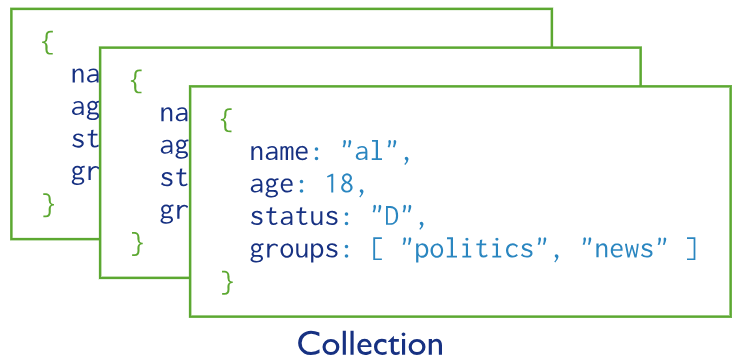 {
na
ag
st
gr
}
{
na
ag
st
gr
}
{
name: "al",
age: 18,
status: "D",
groups: [ "politics", "news" ]
}
Collection